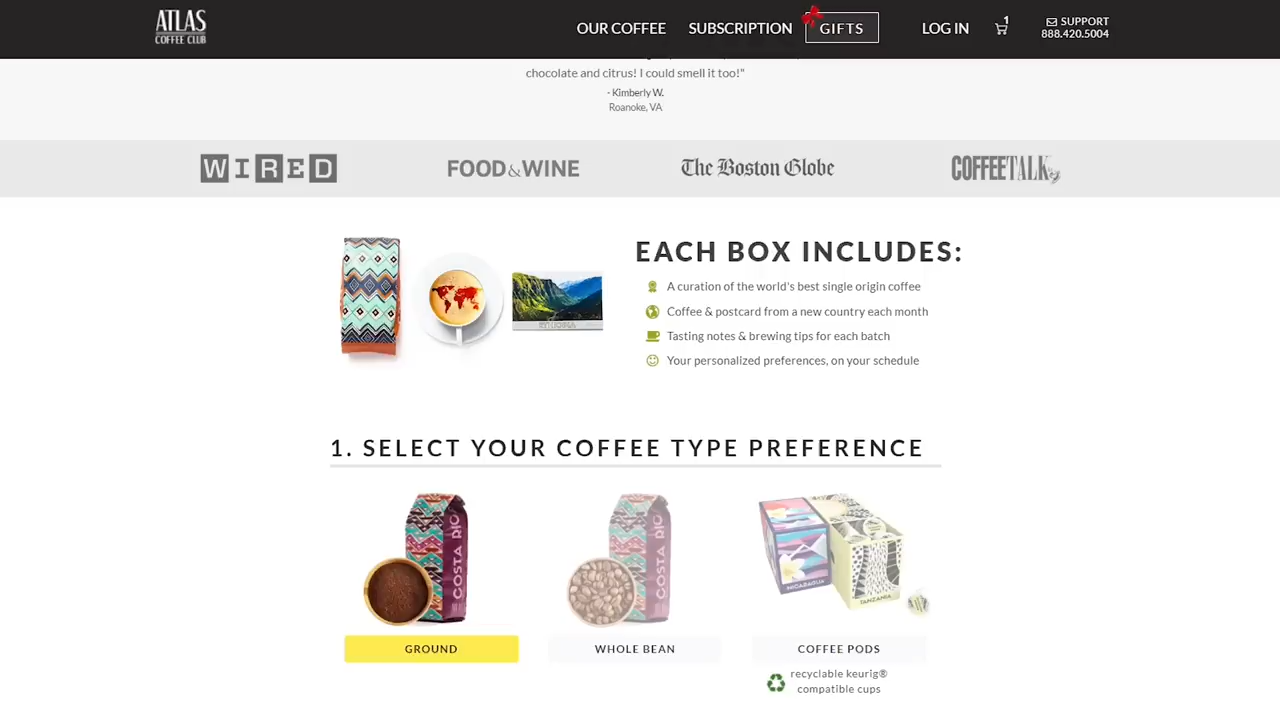 ATLAS
COFFEE CLUB
OUR COFFEE
SUBSCRIPTION
GIFTS
LOG IN
1
SUPPORT
888.420.5004
chocolate and citrus! I could smell it too!"
- Kimberly W.
Roanoke, VA
WIRED
FOOD & WINE
The Boston Globe
COFFEETALK
EACH BOX INCLUDES:
A curation of the world's best single origin coffee
Coffee & postcard from a new country each month
Tasting notes & brewing tips for each batch
Your personalized preferences, on your schedule
1. SELECT YOUR COFFEE TYPE PREFERENCE
COSTA RIC
COSTA RIC
NICARAGUA
TANZANIA
GROUND
WHOLE BEAN
COFFEE PODS
recyclable keurig®
compatible cups